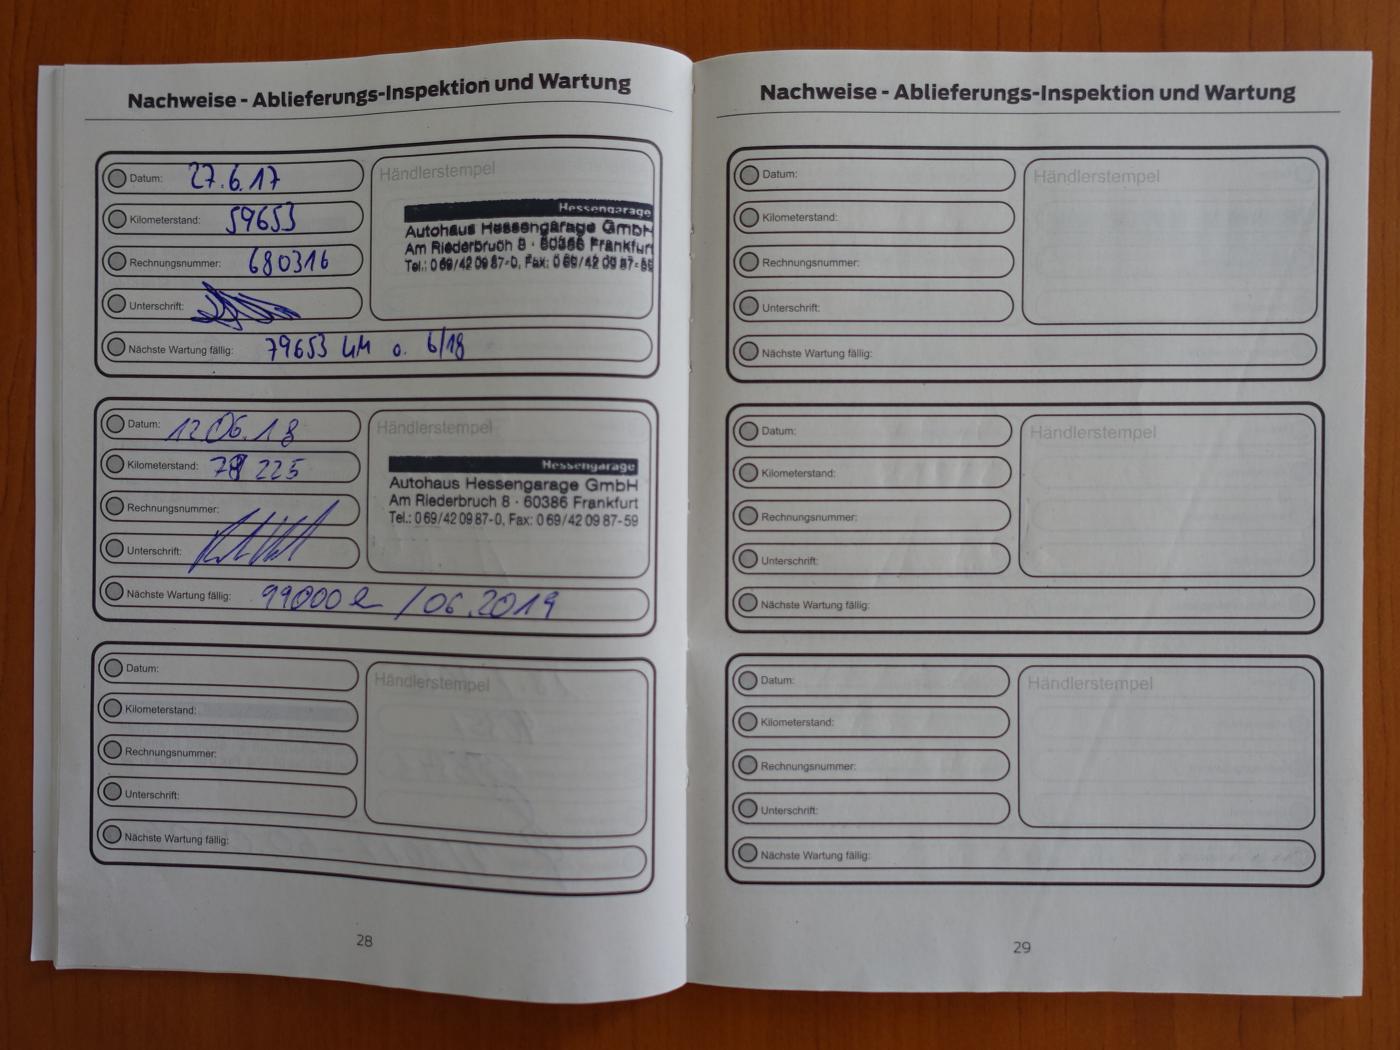 Nachweise - Ablieferungs-Inspektion und Wartung
Datum: 27.6.17
Kilometerstand: 59653
Rechnungsnummer: 680316
Unterschrift:
Nächste Wartung fällig: 79653 KM o. 6/18
Händlerstempel
Hessengarage
Autohaus Hessengarage GmbH
Am Riederbruch 8 · 60386 Frankfurt
Tel.: 0 69/42 09 87-0, Fax: 0 69/42 09 87-59
Datum: 12 06.18
Kilometerstand: 225
Rechnungsnummer:
Unterschrift:
Nächste Wartung fällig: 99000 /06.2019
Händlerstempel
Hessengarage
Autohaus Hessengarage GmbH
Am Riederbruch 8 · 60386 Frankfurt
Tel.: 0 69/42 09 87-0, Fax: 0 69/42 09 87-59
Datum:
Kilometerstand:
Rechnungsnummer:
Unterschrift:
Nächste Wartung fällig:
Händlerstempel
28
Nachweise - Ablieferungs-Inspektion und Wartung
Datum:
Kilometerstand:
Rechnungsnummer:
Unterschrift:
Nächste Wartung fällig:
Händlerstempel
Datum:
Kilometerstand:
Rechnungsnummer:
Unterschrift:
Nächste Wartung fällig:
Händlerstempel
Datum:
Kilometerstand:
Rechnungsnummer:
Unterschrift:
Nächste Wartung fällig:
Händlerstempel
29